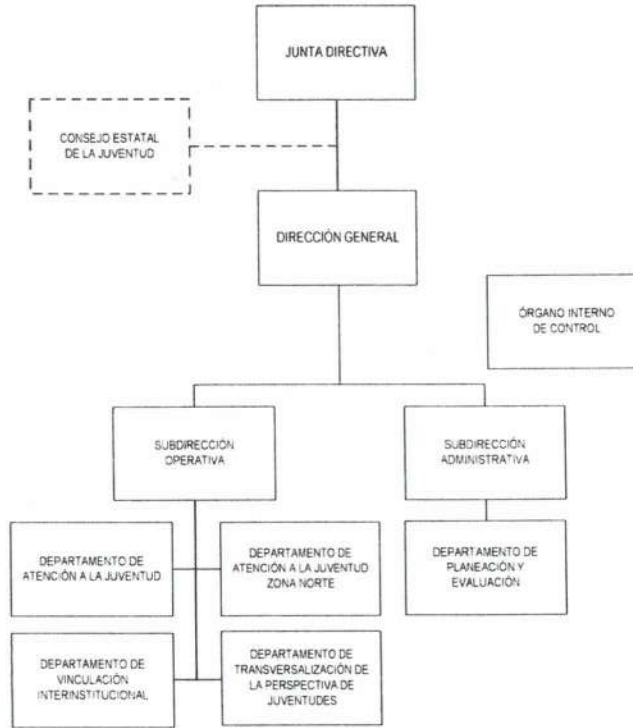 JUNTA DIRECTIVA
CONSEJO ESTATAL
DE LA JUVENTUD
DIRECCIÓN GENERAL
ÓRGANO INTERNO
DE CONTROL
SUBDIRECCIÓN
OPERATIVA
SUBDIRECCIÓN
ADMINISTRATIVA
DEPARTAMENTO DE
ATENCIÓN A LA JUVENTUD
DEPARTAMENTO DE
ATENCIÓN A LA JUVENTUD
ZONA NORTE
DEPARTAMENTO DE
PLANEACIÓN Y
EVALUACIÓN
DEPARTAMENTO DE
VINCULACIÓN
INTERINSTITUCIONAL
DEPARTAMENTO DE
TRANSVERSALIZACIÓN DE
LA PERSPECTIVA DE
JUVENTUDES